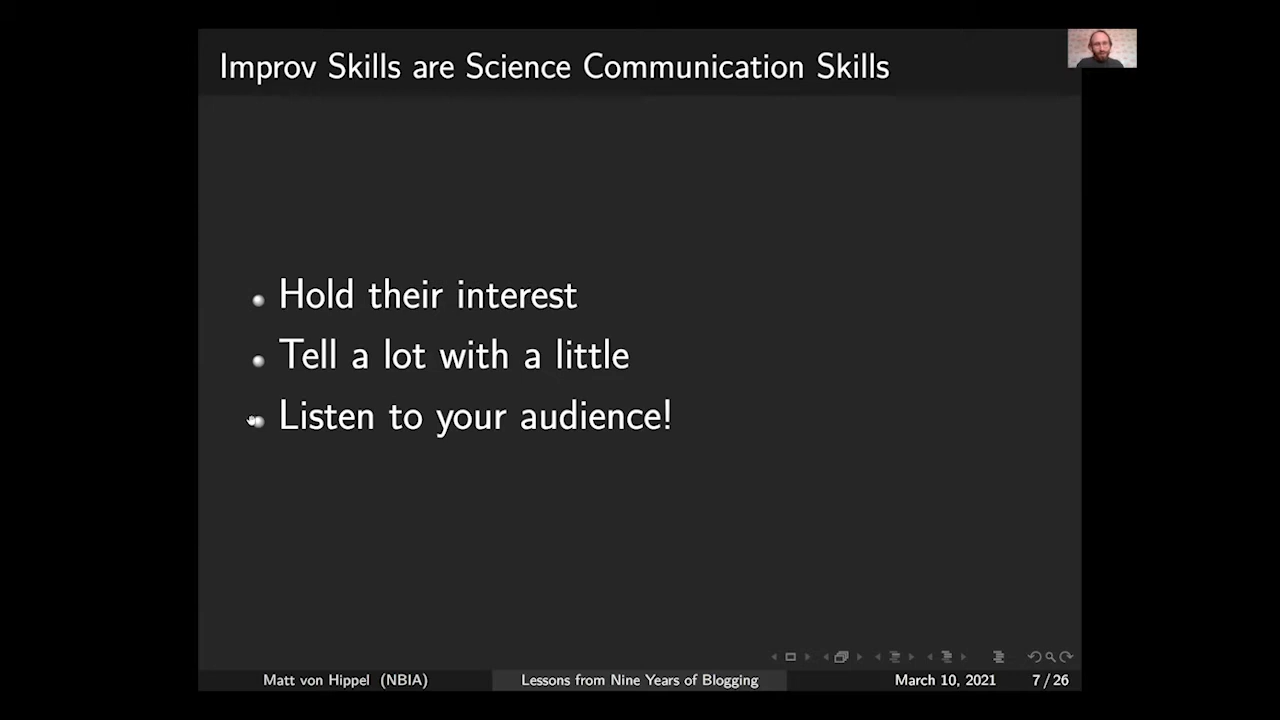 Improv Skills are Science Communication Skills
Hold their interest
Tell a lot with a little
Listen to your audience!
Matt von Hippel (NBIA) Lessons from Nine Years of Blogging March 10, 2021 7 / 26